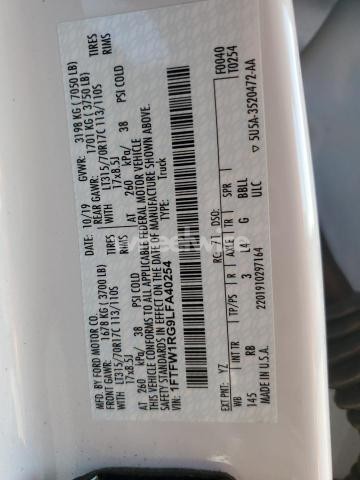 MFD. BY FORD MOTOR CO.
DATE: 10/19
GVWR: 3198 KG ( 7050 LB)
FRONT GAWR: 1678 KG ( 3700 LB)
REAR GAWR: 1701 KG ( 3750 LB)
WITH LT315/70R17C 113/110S TIRES
WITH LT315/70R17C 113/110S TIRES
17x8.5J RIMS
17x8.5J RIMS
AT 260 kPa/ 38 PSI COLD
AT 260 kPa/ 38 PSI COLD
THIS VEHICLE CONFORMS TO ALL APPLICABLE FEDERAL MOTOR VEHICLE
SAFETY STANDARDS IN EFFECT ON THE DATE OF MANUFACTURE SHOWN ABOVE.
VIN: 1FTFW1RG9LFA40254
TYPE: Truck
F0040
T0254
EXT PNT: YZ
RC: 71
DSO:
WB
INT TR
TP/PS
R
AXLE
TR
SPR
145
RB
3
L4
G
BBLL
MADE IN U.S.A.
2201910297164
ULC
▽ 5U5A-3520472-AA